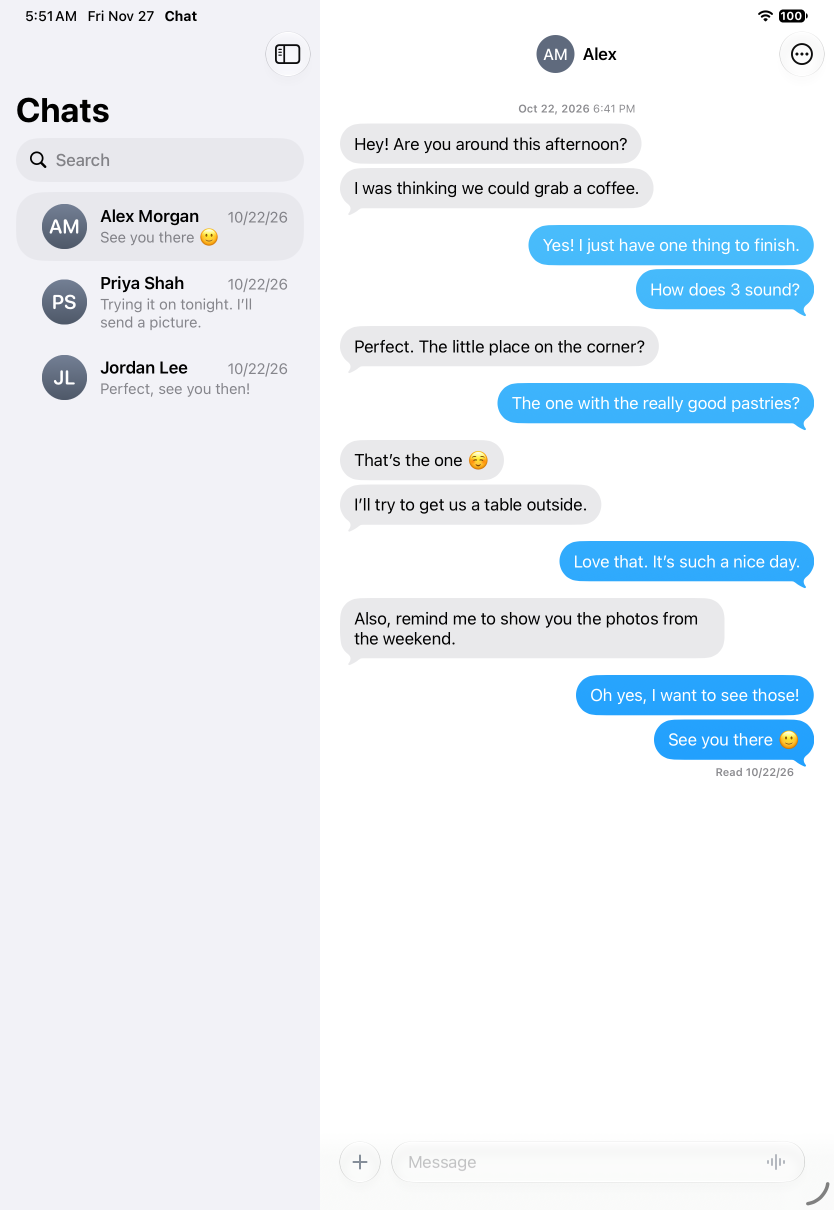 5:51 AM Fri Nov 27 Chat
100
Chats
Search
AM
Alex Morgan
10/22/26
See you there 🙂
PS
Priya Shah
10/22/26
Trying it on tonight. I’ll
send a picture.
JL
Jordan Lee
10/22/26
Perfect, see you then!
AM
Alex
Oct 22, 2026 6:41 PM
Hey! Are you around this afternoon?
I was thinking we could grab a coffee.
Yes! I just have one thing to finish.
How does 3 sound?
Perfect. The little place on the corner?
The one with the really good pastries?
That’s the one ☺️
I’ll try to get us a table outside.
Love that. It’s such a nice day.
Also, remind me to show you the photos from
the weekend.
Oh yes, I want to see those!
See you there 🙂
Read 10/22/26
Message